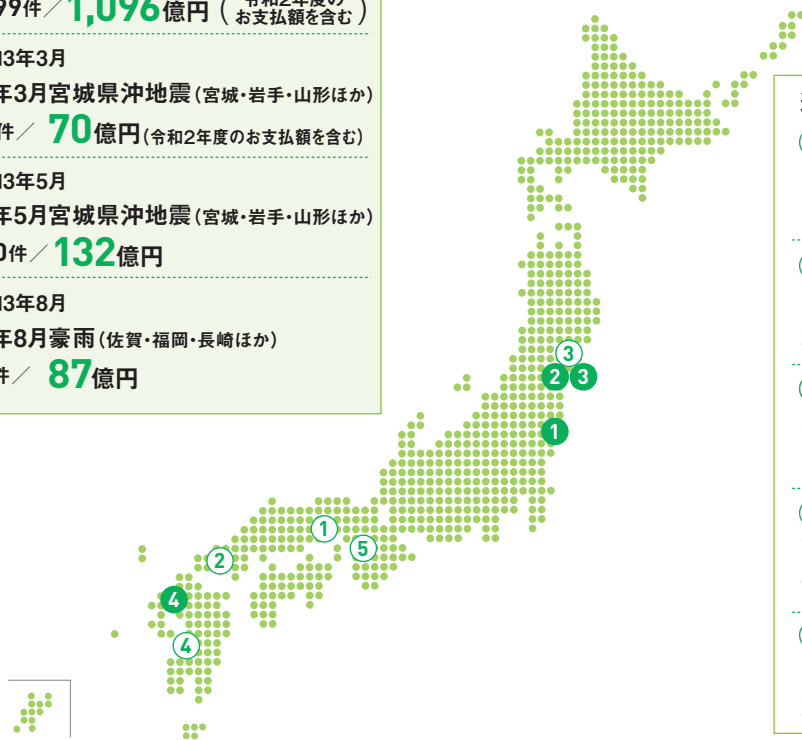 99件／1,096億円（令和2年度の
お支払額を含む）
13年3月
年3月宮城県沖地震（宮城・岩手・山形ほか）
件／ 70億円（令和2年度のお支払額を含む）
13年5月
年5月宮城県沖地震（宮城・岩手・山形ほか）
0件／132億円
13年8月
年8月豪雨（佐賀・福岡・長崎ほか）
件／ 87億円
3
2 3
1
1
5
2
4
4